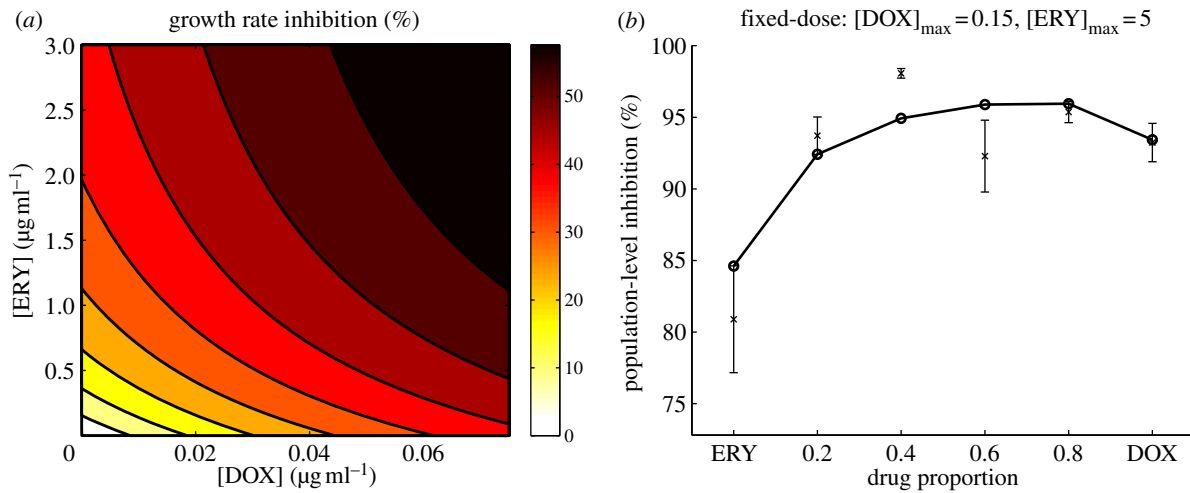 (a) growth rate inhibition (%)
3.0
2.5
2.0
1.5
1.0
0.5
[ERY] (µg ml⁻¹)
0 0.02 0.04 0.06
[DOX] (µg ml⁻¹)
50
40
30
20
10
0
(b) fixed-dose: [DOX]max = 0.15, [ERY]max = 5
100
95
90
85
80
75
population-level inhibition (%)
ERY 0.2 0.4 0.6 0.8 DOX
drug proportion